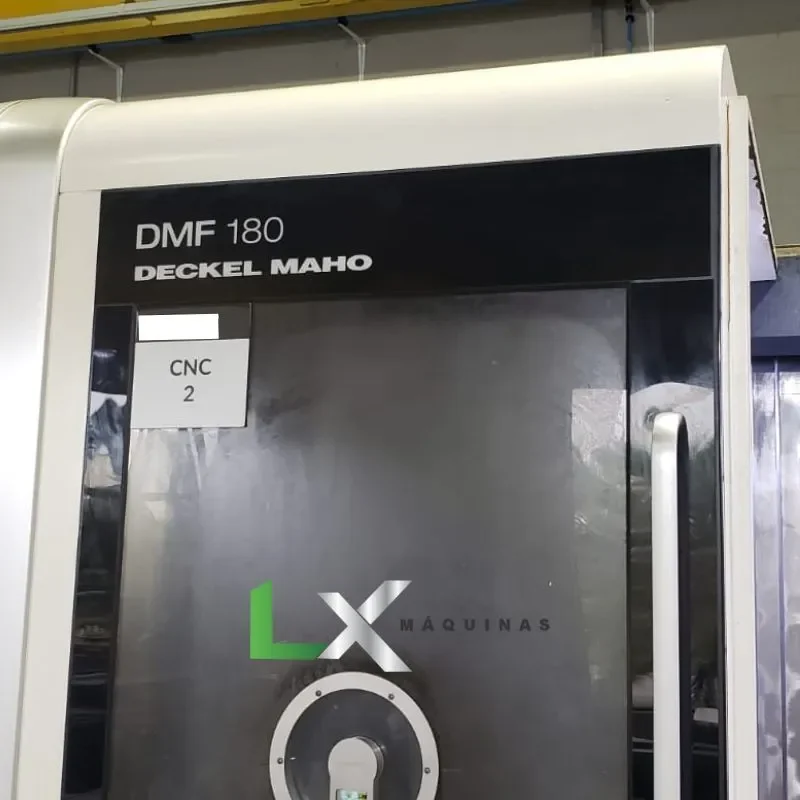 DMF 180
DECKEL MAHO
CNC
2
LX MÁQUINAS